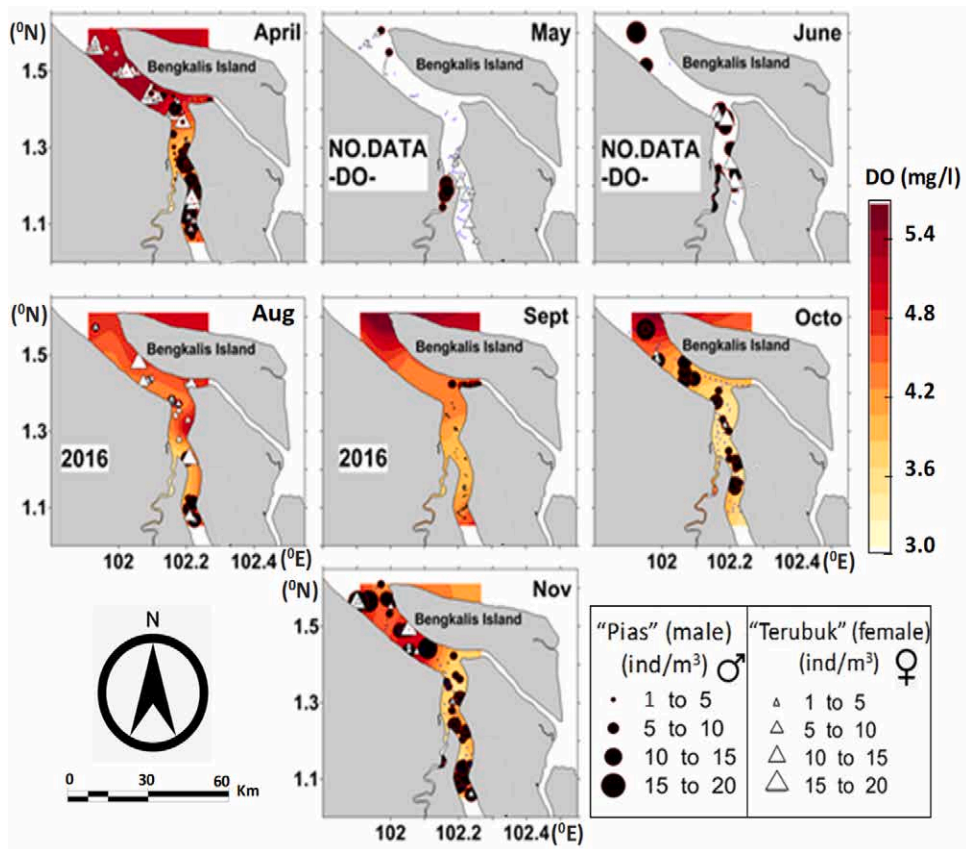 (⁰N)
April
May
June
1.5
1.3
1.1
Bengkalis Island
Bengkalis Island
Bengkalis Island
NO.DATA
-DO-
NO.DATA
-DO-
DO (mg/l)
5.4
4.8
4.2
3.6
3.0
(⁰N)
Aug
Sept
Octo
1.5
1.3
1.1
Bengkalis Island
Bengkalis Island
Bengkalis Island
2016
2016
102 102.2 102.4
(⁰E)
102 102.2 102.4
(⁰E)
(⁰N)
Nov
1.5
1.3
1.1
Bengkalis Island
102 102.2
(⁰E)
N
0 30 60
Km
“Pias” (male)
(ind/m³) ♂
1 to 5
5 to 10
10 to 15
15 to 20
“Terubuk” (female)
(ind/m³) ♀
1 to 5
5 to 10
10 to 15
15 to 20